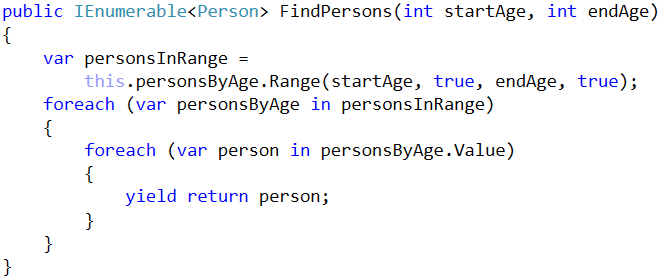 public IEnumerable<Person> FindPersons(int startAge, int endAge)
{
    var personsInRange =
        this.personsByAge.Range(startAge, true, endAge, true);
    foreach (var personsByAge in personsInRange)
    {
        foreach (var person in personsByAge.Value)
        {
            yield return person;
        }
    }
}